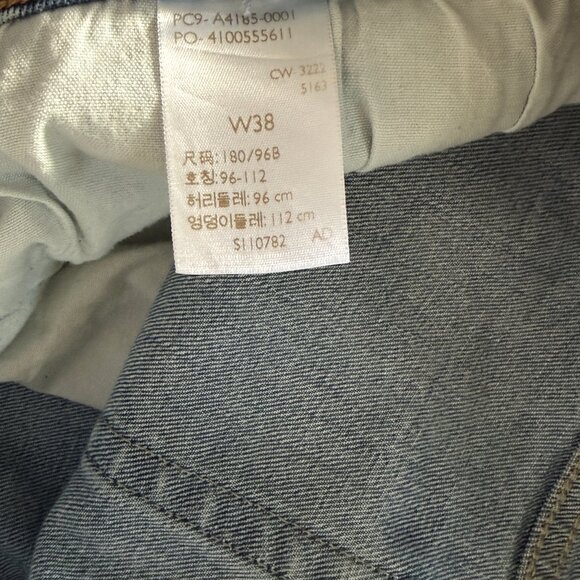 PC9- A4185-0001
PO- 4100555611
CW-3222
5163
W38
尺码:180/96B
호칭:96-112
허리둘레: 96 cm
엉덩이둘레: 112 cm
S110782 AD